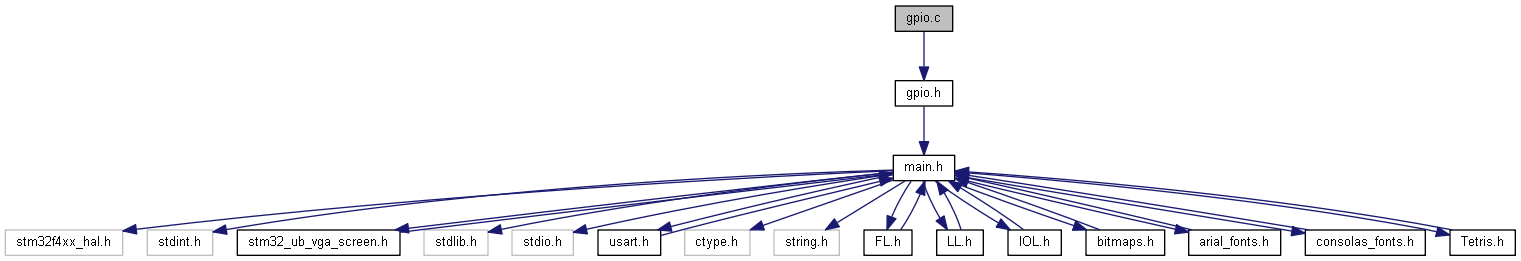 gpio.c
gpio.h
main.h
stm32f4xx_hal.h
stdint.h
stm32_ub_vga_screen.h
stdlib.h
stdio.h
usart.h
ctype.h
string.h
FL.h
LL.h
IOL.h
bitmaps.h
arial_fonts.h
consolas_fonts.h
Tetris.h